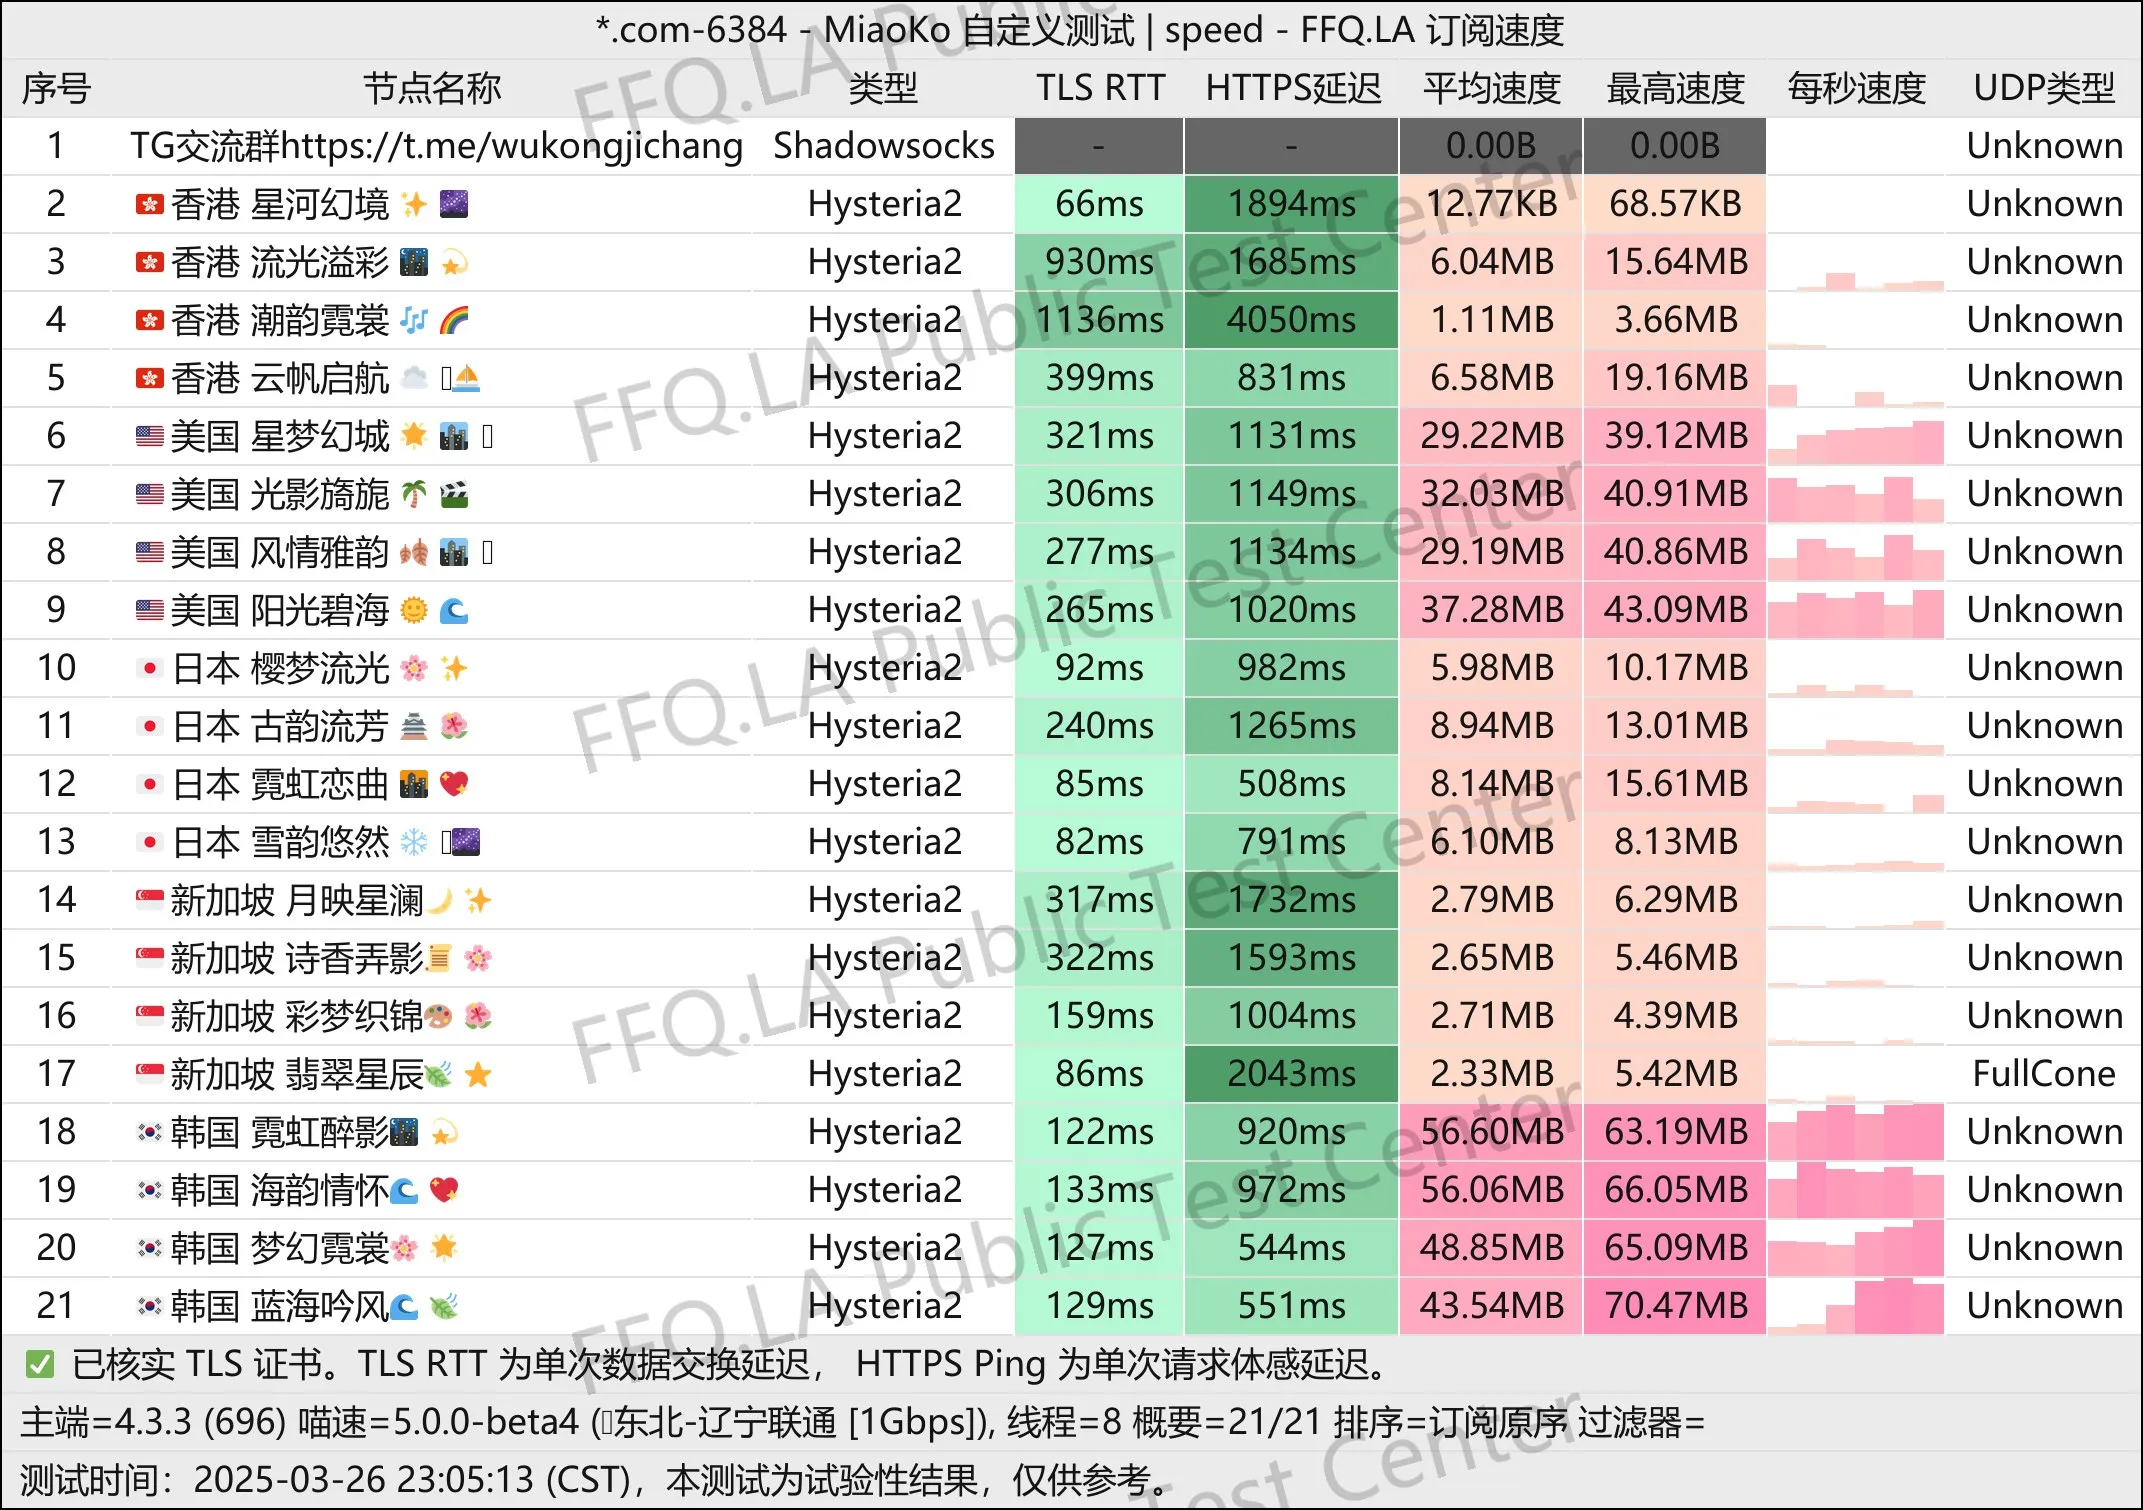 *.com-6384 - MiaoKo 自定义测试 | speed - FFQ.LA 订阅速度
序号 节点名称 类型 TLS RTT HTTPS延迟 平均速度 最高速度 每秒速度 UDP类型
1 TG交流群https://t.me/wukongjichang Shadowsocks - - 0.00B 0.00B Unknown
2 🇭🇰 香港 星河幻境 ✨ 🌌 Hysteria2 66ms 1894ms 12.77KB 68.57KB Unknown
3 🇭🇰 香港 流光溢彩 🌃 💫 Hysteria2 930ms 1685ms 6.04MB 15.64MB Unknown
4 🇭🇰 香港 潮韵霓裳 🎶 🌈 Hysteria2 1136ms 4050ms 1.11MB 3.66MB Unknown
5 🇭🇰 香港 云帆启航 ☁️ ⛵ Hysteria2 399ms 831ms 6.58MB 19.16MB Unknown
6 🇺🇸 美国 星梦幻城 🌟 🏙️ Hysteria2 321ms 1131ms 29.22MB 39.12MB Unknown
7 🇺🇸 美国 光影旖旎 🌴 🎬 Hysteria2 306ms 1149ms 32.03MB 40.91MB Unknown
8 🇺🇸 美国 风情雅韵 🍂 🏙️ Hysteria2 277ms 1134ms 29.19MB 40.86MB Unknown
9 🇺🇸 美国 阳光碧海 🌞 🌊 Hysteria2 265ms 1020ms 37.28MB 43.09MB Unknown
10 🇯🇵 日本 樱梦流光 🌸 ✨ Hysteria2 92ms 982ms 5.98MB 10.17MB Unknown
11 🇯🇵 日本 古韵流芳 🏯 🌺 Hysteria2 240ms 1265ms 8.94MB 13.01MB Unknown
12 🇯🇵 日本 霓虹恋曲 🌆 💖 Hysteria2 85ms 508ms 8.14MB 15.61MB Unknown
13 🇯🇵 日本 雪韵悠然 ❄️ 🌌 Hysteria2 82ms 791ms 6.10MB 8.13MB Unknown
14 🇸🇬 新加坡 月映星澜🌙 ✨ Hysteria2 317ms 1732ms 2.79MB 6.29MB Unknown
15 🇸🇬 新加坡 诗香弄影📜 🌸 Hysteria2 322ms 1593ms 2.65MB 5.46MB Unknown
16 🇸🇬 新加坡 彩梦织锦🎨 🌺 Hysteria2 159ms 1004ms 2.71MB 4.39MB Unknown
17 🇸🇬 新加坡 翡翠星辰🍃 ⭐ Hysteria2 86ms 2043ms 2.33MB 5.42MB FullCone
18 🇰🇷 韩国 霓虹醉影🌃 💫 Hysteria2 122ms 920ms 56.60MB 63.19MB Unknown
19 🇰🇷 韩国 海韵情怀🌊 💖 Hysteria2 133ms 972ms 56.06MB 66.05MB Unknown
20 🇰🇷 韩国 梦幻霓裳🌸 🌟 Hysteria2 127ms 544ms 48.85MB 65.09MB Unknown
21 🇰🇷 韩国 蓝海吟风🌊 🍃 Hysteria2 129ms 551ms 43.54MB 70.47MB Unknown
✅ 已核实 TLS 证书。TLS RTT 为单次数据交换延迟， HTTPS Ping 为单次请求体感延迟。
主端=4.3.3 (696) 喵速=5.0.0-beta4 (东北-辽宁联通 [1Gbps]), 线程=8 概要=21/21 排序=订阅原序 过滤器=
测试时间：2025-03-26 23:05:13 (CST)，本测试为试验性结果，仅供参考。
FFQ.LA Public Test Center